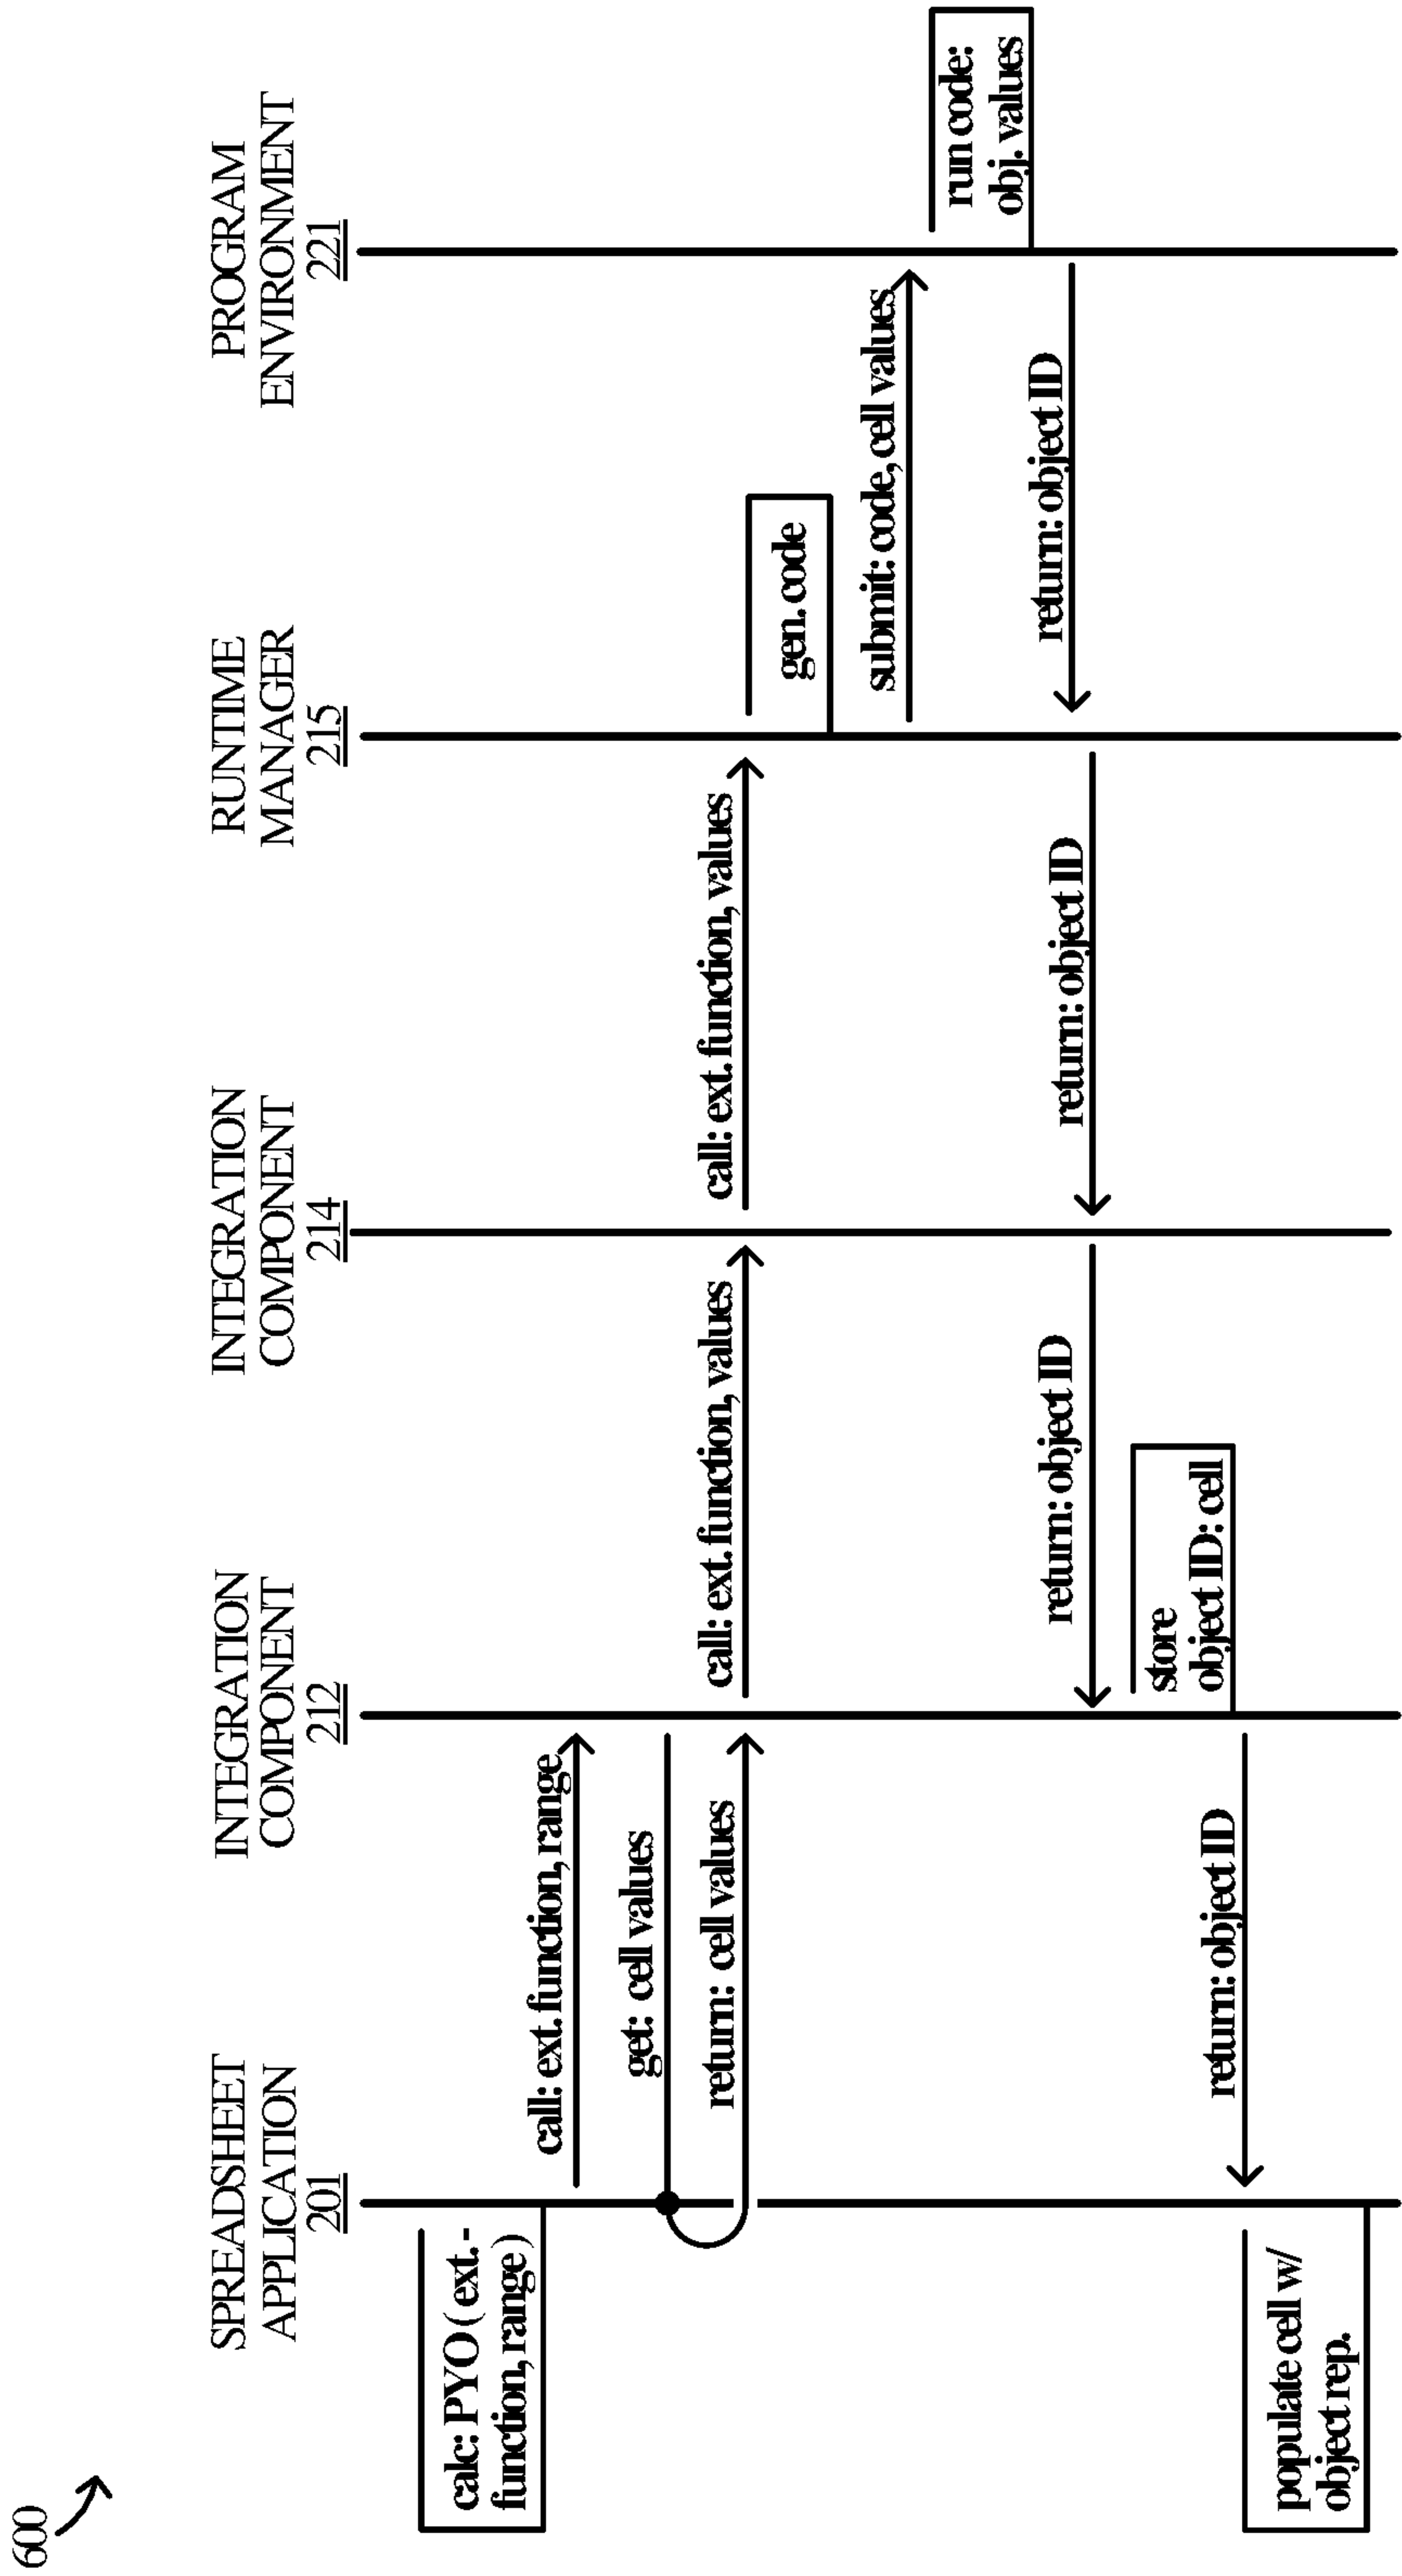 600
SPREADSHEET
APPLICATION
201
INTEGRATION
COMPONENT
212
INTEGRATION
COMPONENT
214
RUNTIME
MANAGER
215
PROGRAM
ENVIRONMENT
221
calc: PYO ( ext. -
function, range)
call: ext. function, range
get: cell values
return: cell values
call: ext. function, values
call: ext. function, values
gen. code
submit: code, cell values
run code:
obj. values
return: object ID
return: object ID
return: object ID
store
object ID: cell
return: object ID
populate cell w/
object rep.